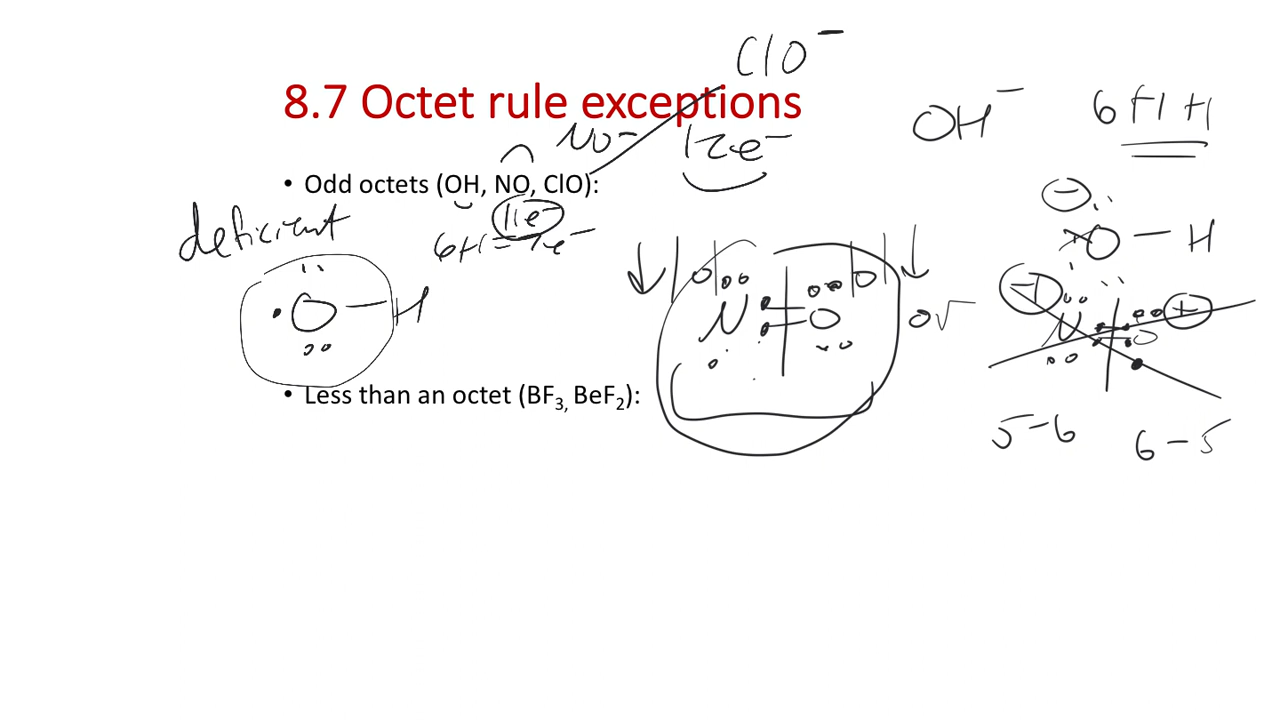 ClO⁻
8.7 Octet rule exceptions
OH⁻
6+1+1
NO⁻
12e⁻
• Odd octets (OH, NO, ClO):
11e⁻
deficient
6+1=7e⁻
O—H
N=O
or
⊖
O—H
N=O
• Less than an octet (BF₃, BeF₂):
5-6
6-5